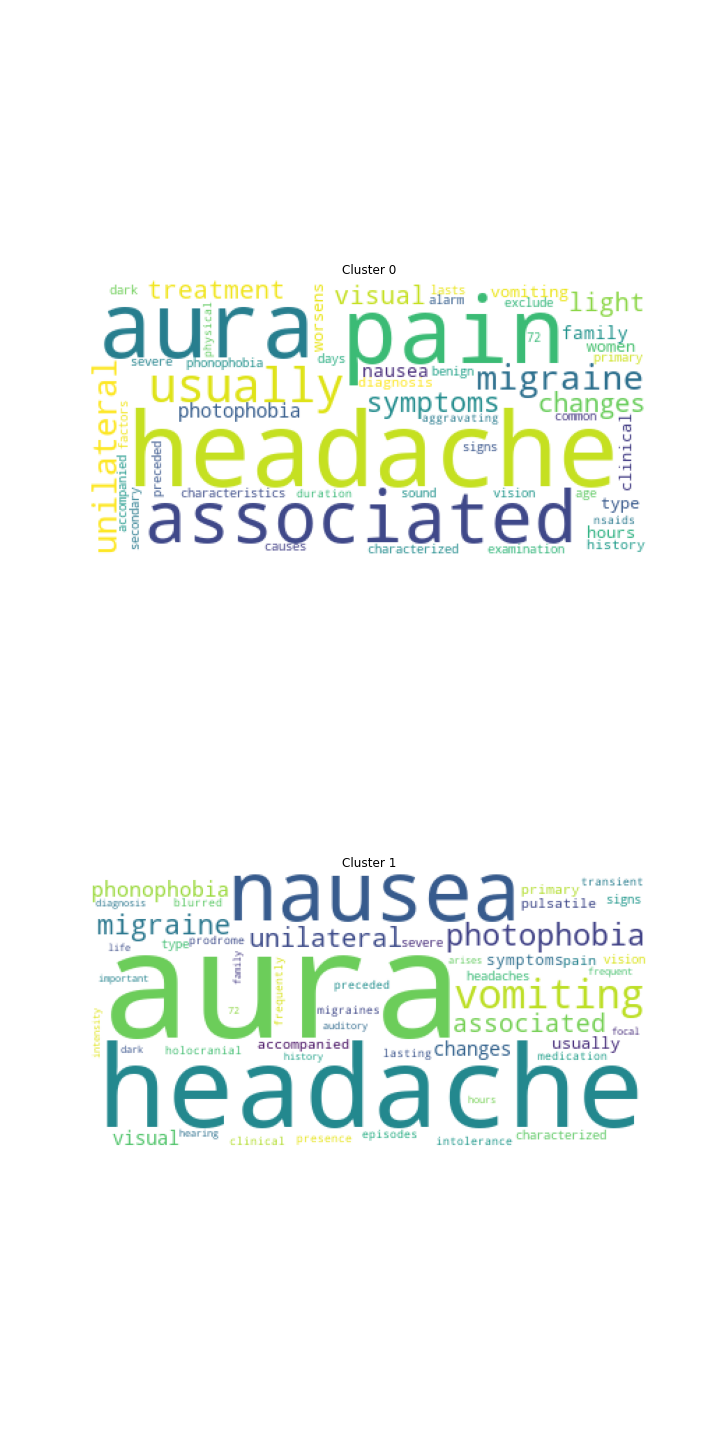 Cluster 0
dark
treatment
worsens
visual
lasts
alarm
vomiting
exclude
light
aura
physical
pain
72
family
women
primary
severe
phonophobia
days
nausea
benign
diagnosis
migraine
unilateral
usually
photophobia
symptoms
aggravating
changes
common
factors
headache
signs
clinical
accompanied
secondary
preceded
characteristics
duration
sound
vision
age
type
nsaids
associated
hours
history
causes
characterized
examination
Cluster 1
phonophobia
diagnosis
blurred
nausea
primary
transient
pulsatile
signs
migraine
life
type
prodrome
unilateral
severe
photophobia
aura
family
frequently
arises
symptoms
pain
vision
headaches
frequent
important
preceded
vomiting
intensity
72
migraines
auditory
associated
focal
dark
holocranial
accompanied
history
lasting
changes
usually
medication
headache
hours
visual
hearing
clinical
presence
episodes
intolerance
characterized